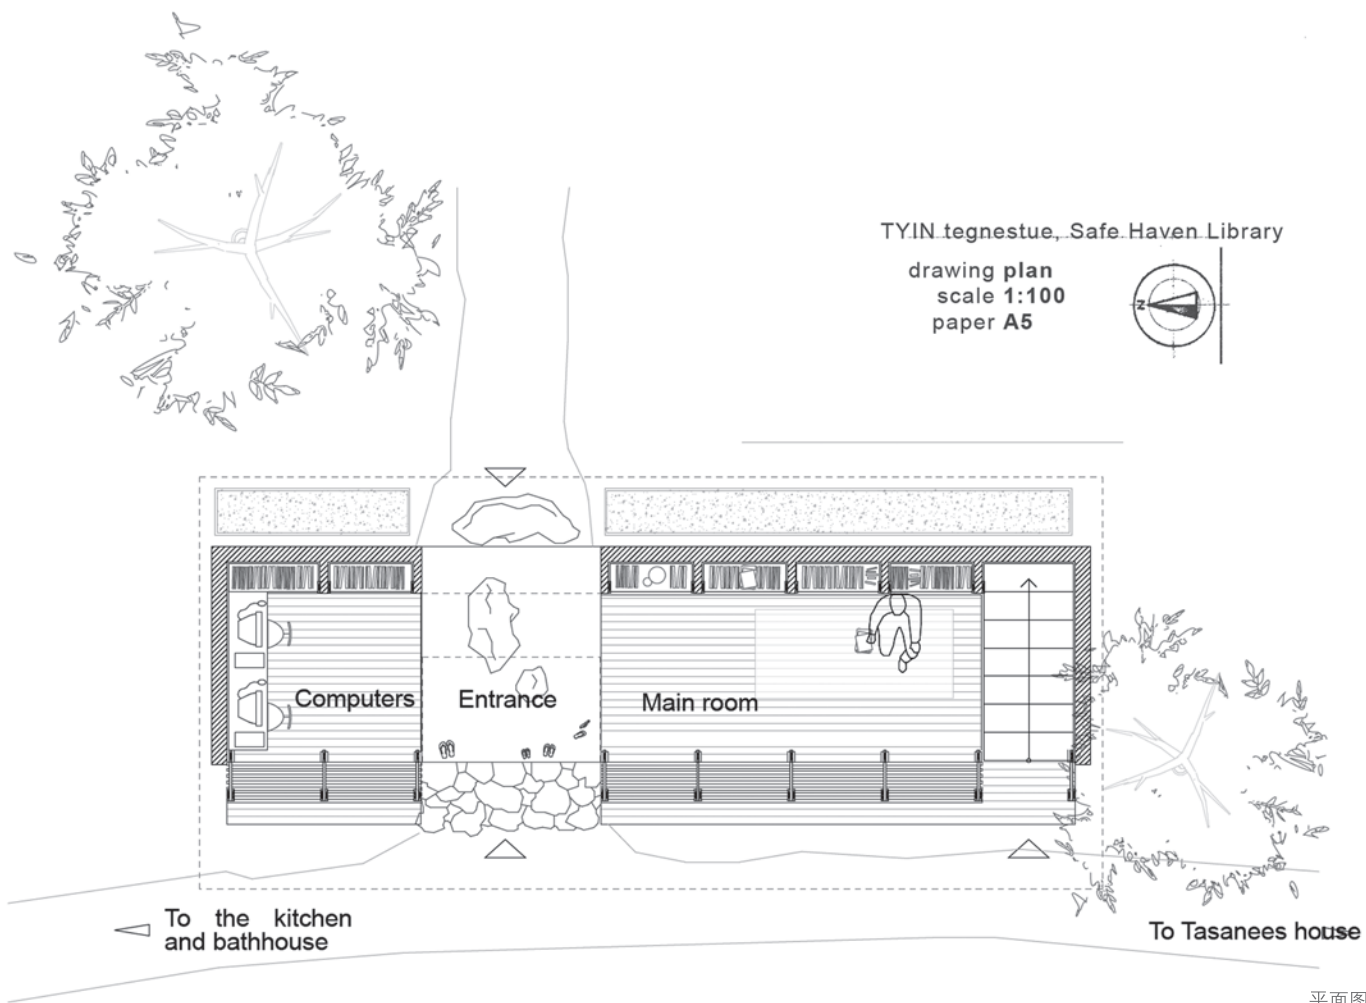 TYIN tegnestue, Safe Haven Library
drawing plan
scale 1:100
paper A5
N
Computers
Entrance
Main room
To the kitchen
and bathhouse
To Tasanees house
平面图